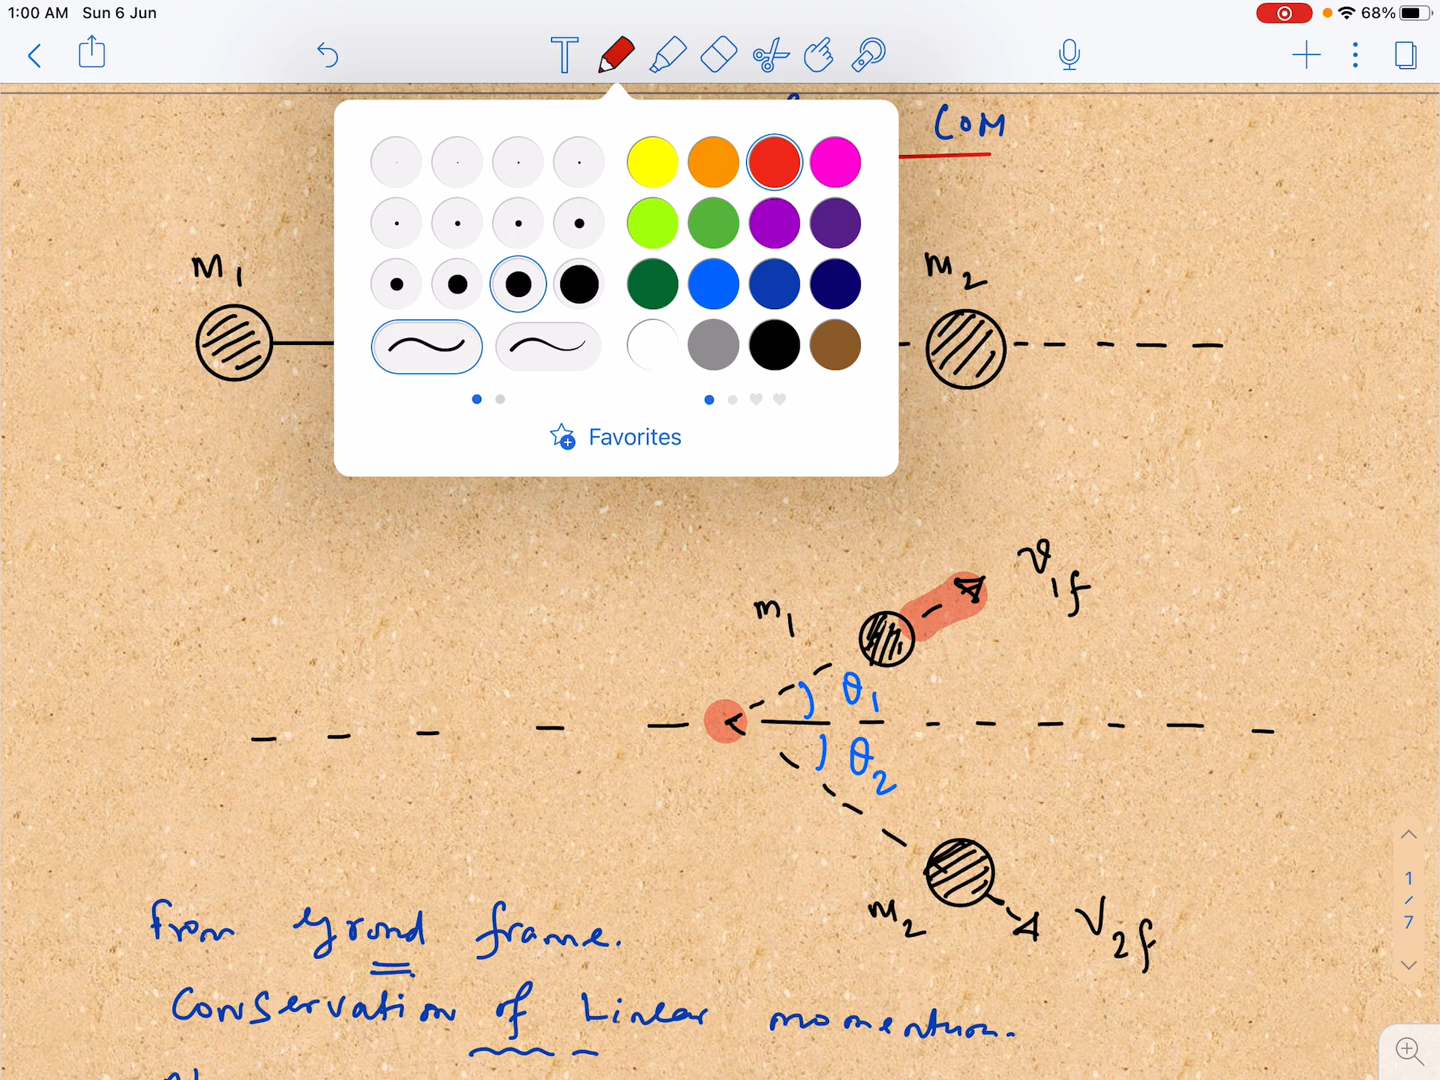 1:00 AM Sun 6 Jun
68%
T
COM
M1
m2
Favorites
v1f
m1
θ1
θ2
m2
V2f
from grond frame.
Conservation of Linear momentum.
1
/
7